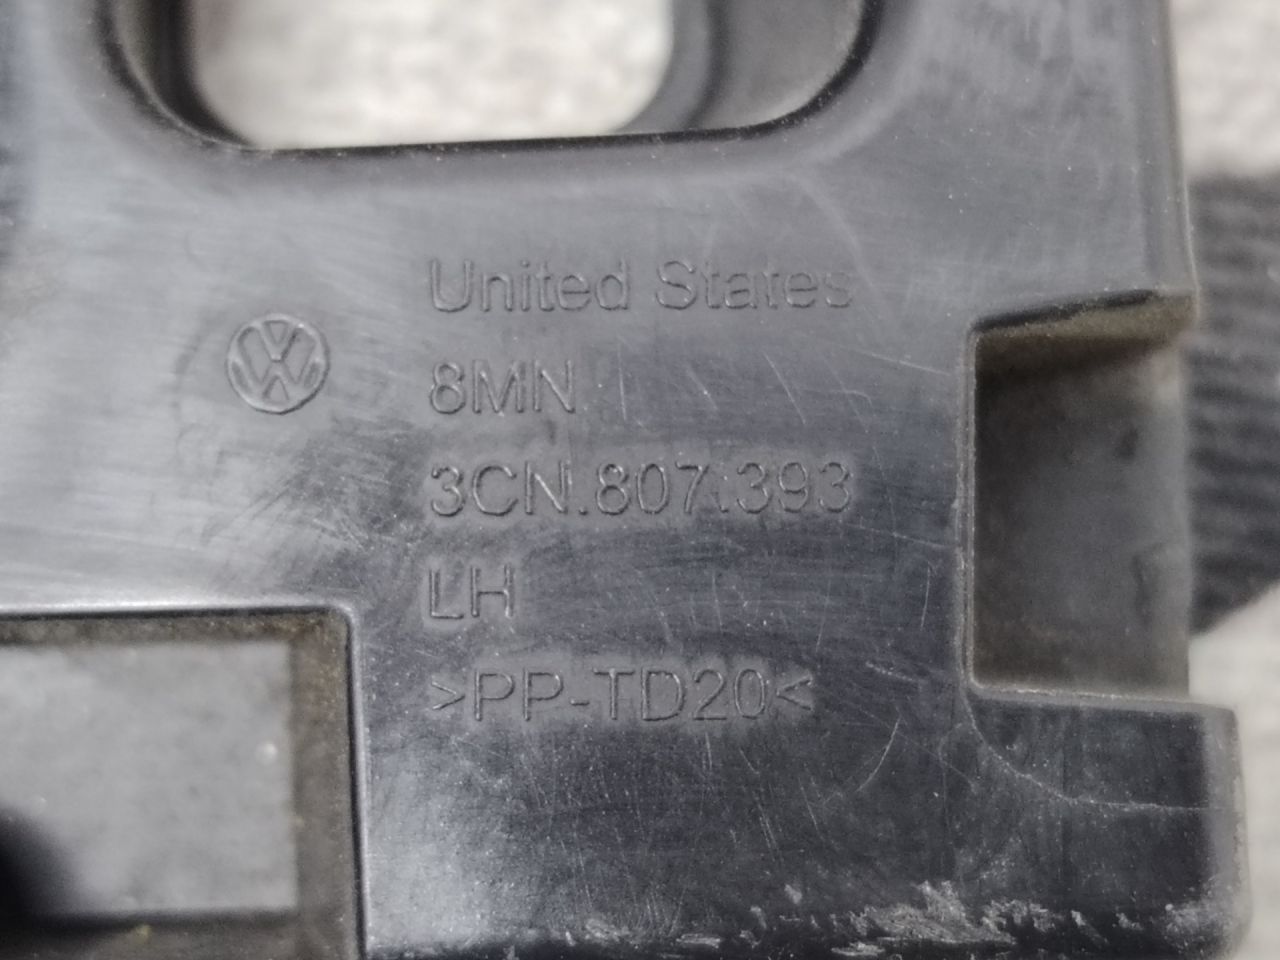 United States
8MN
3CN.807.393
LH
>PP-TD20<